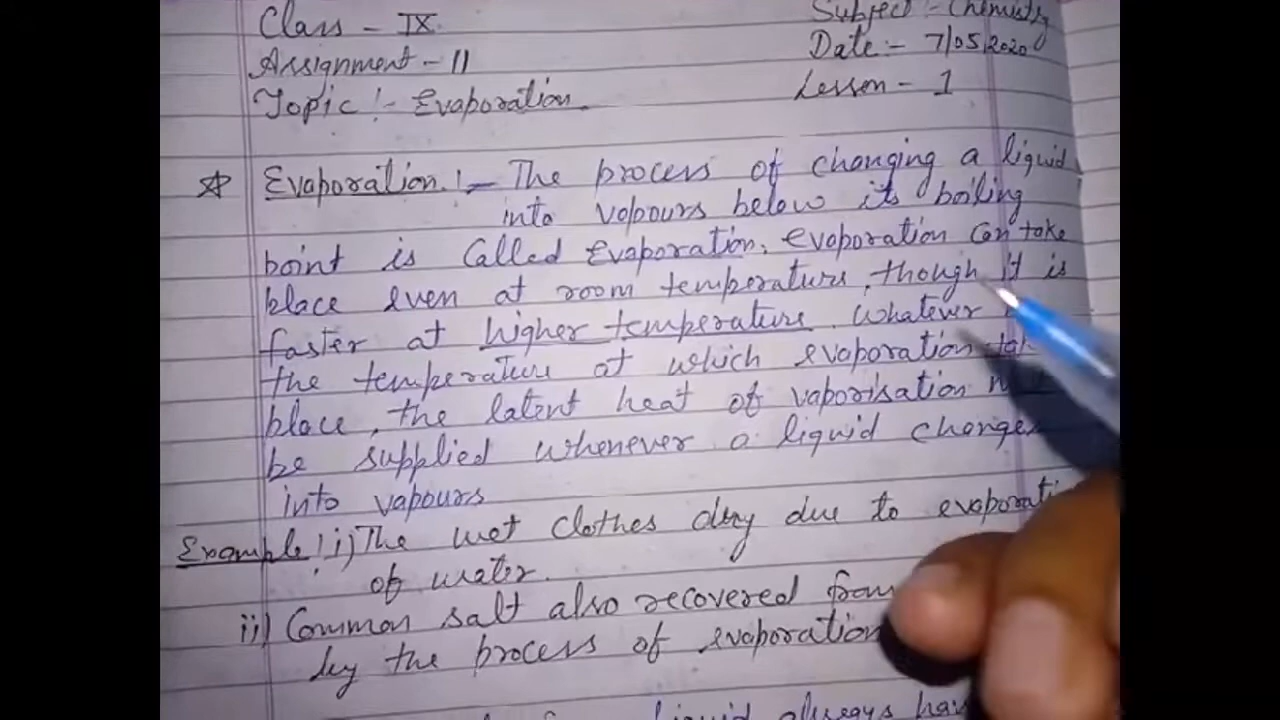 Class - IX
Subject :- Chemistry
Assignment - 11
Date :- 7/05/2020
Topic :- Evaporation.
Lesson - 1
Evaporation :- The process of changing a liquid
into vapours below its boiling
point is called Evaporation. evaporation can take
place even at room temperature, though it is
faster at higher temperature. Whatever
the temperature at which evaporation
place, the latent heat of vaporisation
be supplied whenever a liquid changes
into vapours
Example :- i) The wet clothes dry due to
of water.
ii) Common salt also recovered from
by the process of evaporation
liquid always